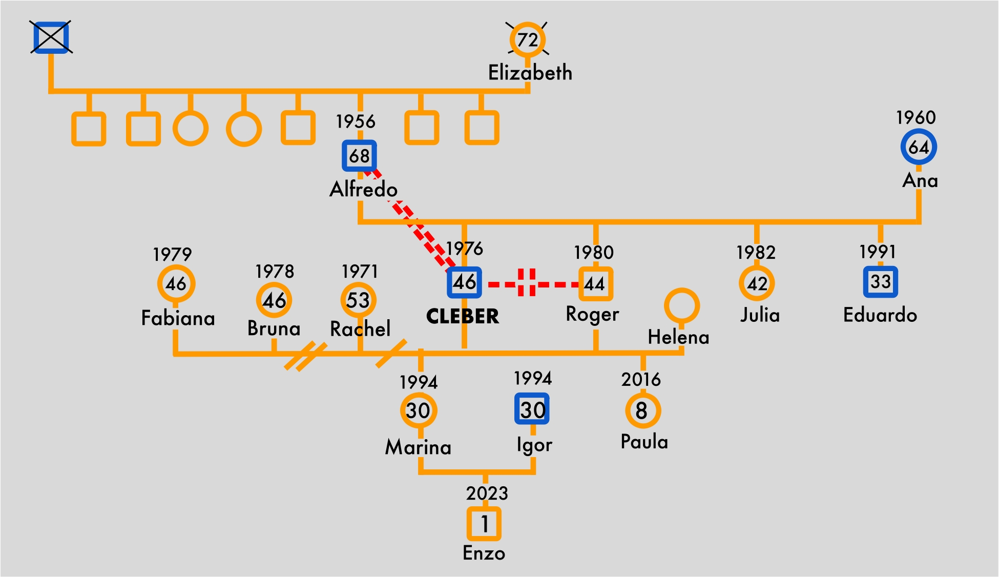 72
Elizabeth
1956
68
Alfredo
1960
64
Ana
1979
46
Fabiana
1978
46
Bruna
1971
53
Rachel
1976
46
CLEBER
1980
44
Roger
Helena
1982
42
Julia
1991
33
Eduardo
1994
30
Marina
1994
30
Igor
2016
8
Paula
2023
1
Enzo